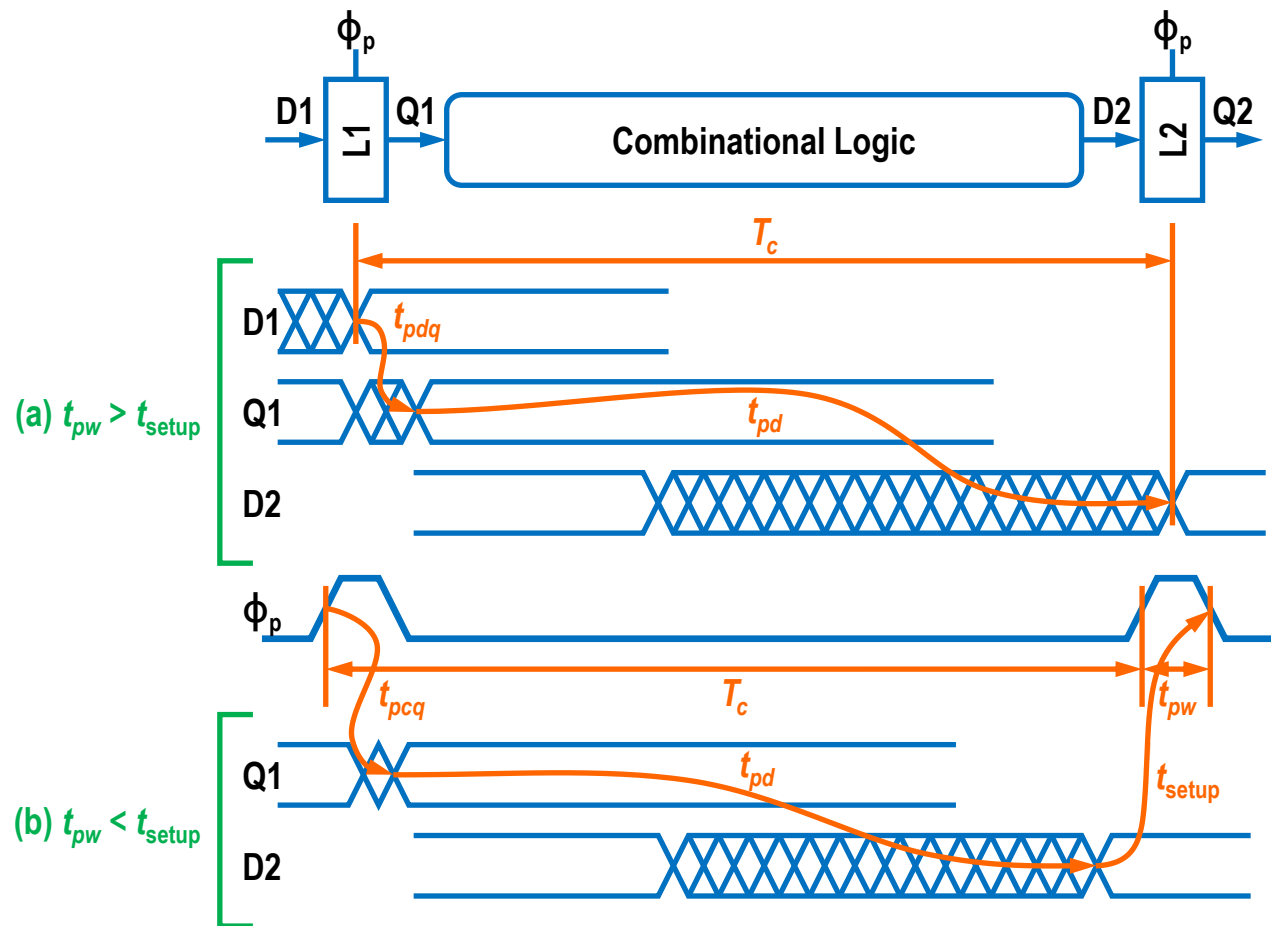 ϕp ϕp
D1 L1 Q1 Combinational Logic D2 L2 Q2
Tc
D1 tpdq
(a) tpw > tsetup
Q1 tpd
D2
ϕp
tpcq Tc tpw
Q1 tpd tsetup
(b) tpw < tsetup
D2